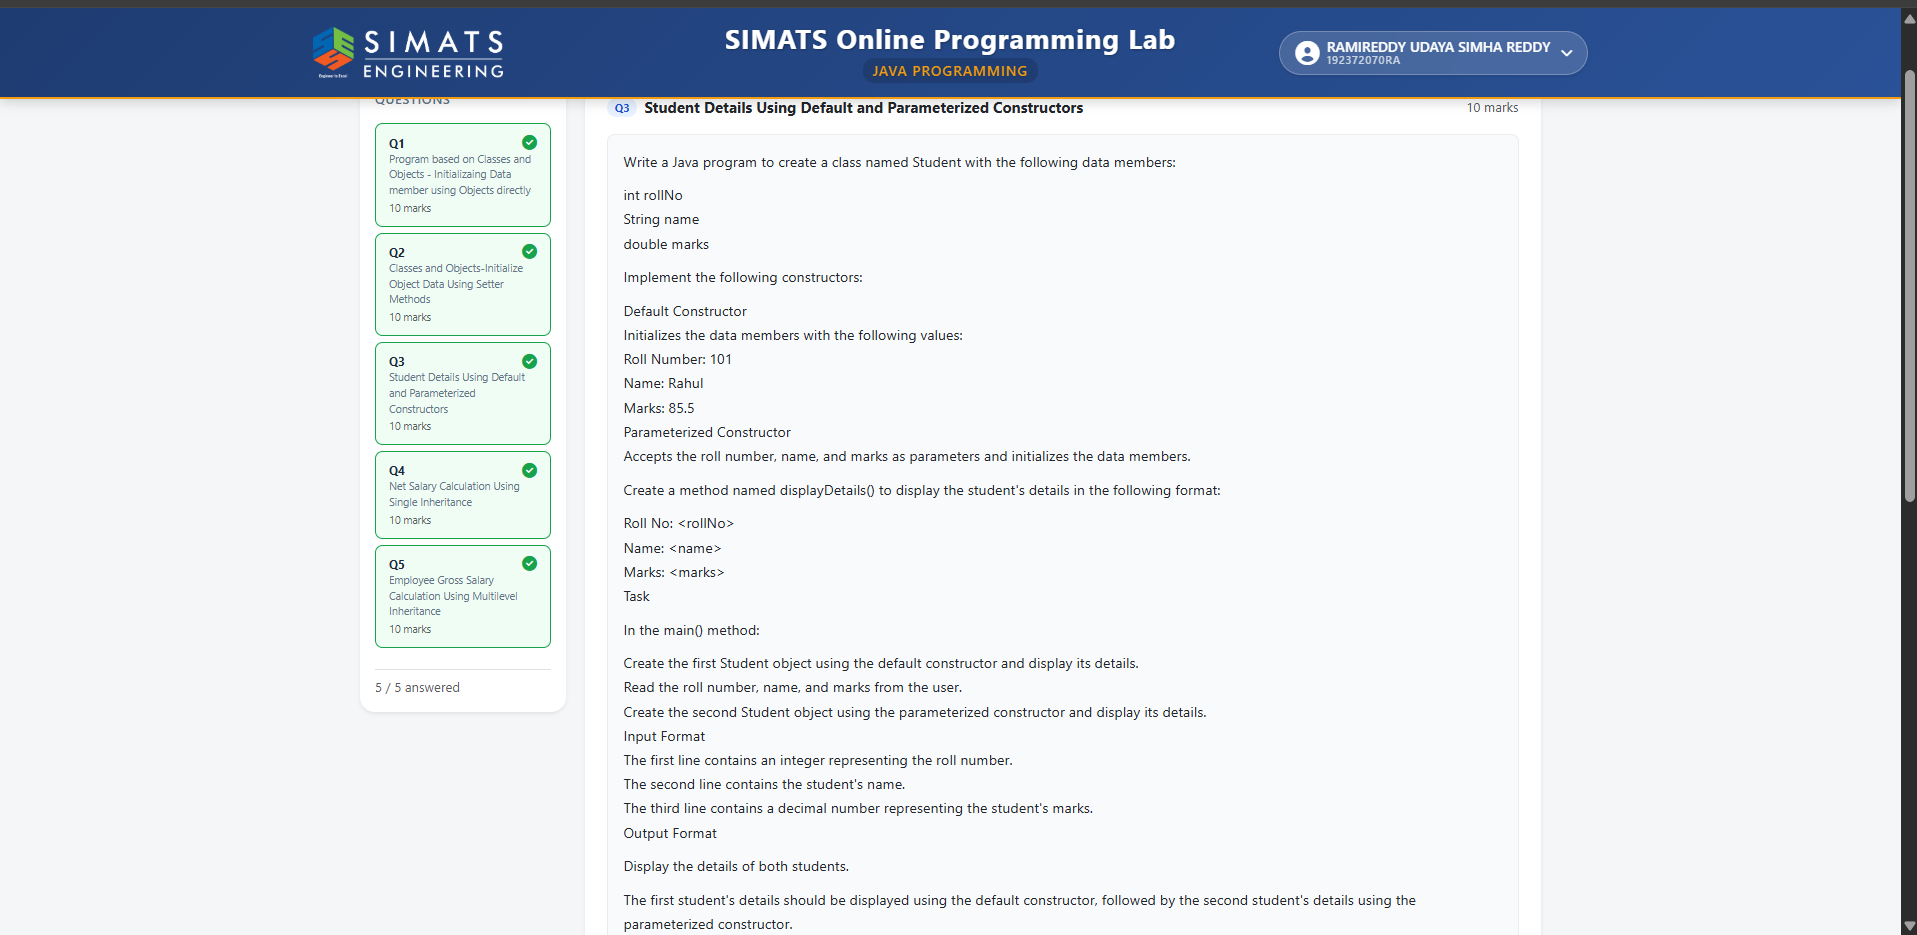 SIMATS
ENGINEERING
Engineer to Excel
SIMATS Online Programming Lab
JAVA PROGRAMMING
RAMIREDDY UDAYA SIMHA REDDY
192372070RA
QUESTIONS
Q1
Program based on Classes and
Objects - Initializaing Data
member using Objects directly
10 marks
Q2
Classes and Objects-Initialize
Object Data Using Setter
Methods
10 marks
Q3
Student Details Using Default
and Parameterized
Constructors
10 marks
Q4
Net Salary Calculation Using
Single Inheritance
10 marks
Q5
Employee Gross Salary
Calculation Using Multilevel
Inheritance
10 marks
5 / 5 answered
Q3 Student Details Using Default and Parameterized Constructors 10 marks
Write a Java program to create a class named Student with the following data members:
int rollNo
String name
double marks
Implement the following constructors:
Default Constructor
Initializes the data members with the following values:
Roll Number: 101
Name: Rahul
Marks: 85.5
Parameterized Constructor
Accepts the roll number, name, and marks as parameters and initializes the data members.
Create a method named displayDetails() to display the student's details in the following format:
Roll No: <rollNo>
Name: <name>
Marks: <marks>
Task
In the main() method:
Create the first Student object using the default constructor and display its details.
Read the roll number, name, and marks from the user.
Create the second Student object using the parameterized constructor and display its details.
Input Format
The first line contains an integer representing the roll number.
The second line contains the student's name.
The third line contains a decimal number representing the student's marks.
Output Format
Display the details of both students.
The first student's details should be displayed using the default constructor, followed by the second student's details using the
parameterized constructor.